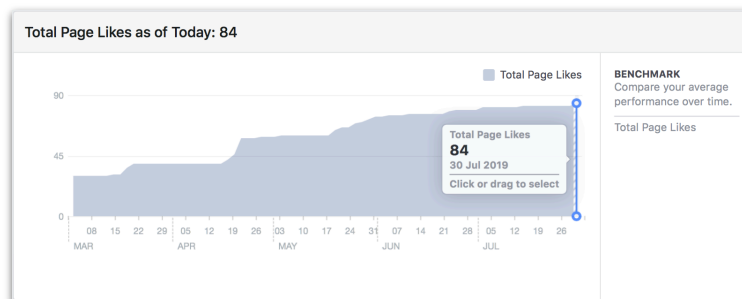 Total Page Likes as of Today: 84
Total Page Likes
BENCHMARK
Compare your average
performance over time.
Total Page Likes
90
45
0
Total Page Likes
84
30 Jul 2019
Click or drag to select
08 15 22 29 05 12 19 26 03 10 17 24 31 07 14 21 28 05 12 19 26
MAR APR MAY JUN JUL